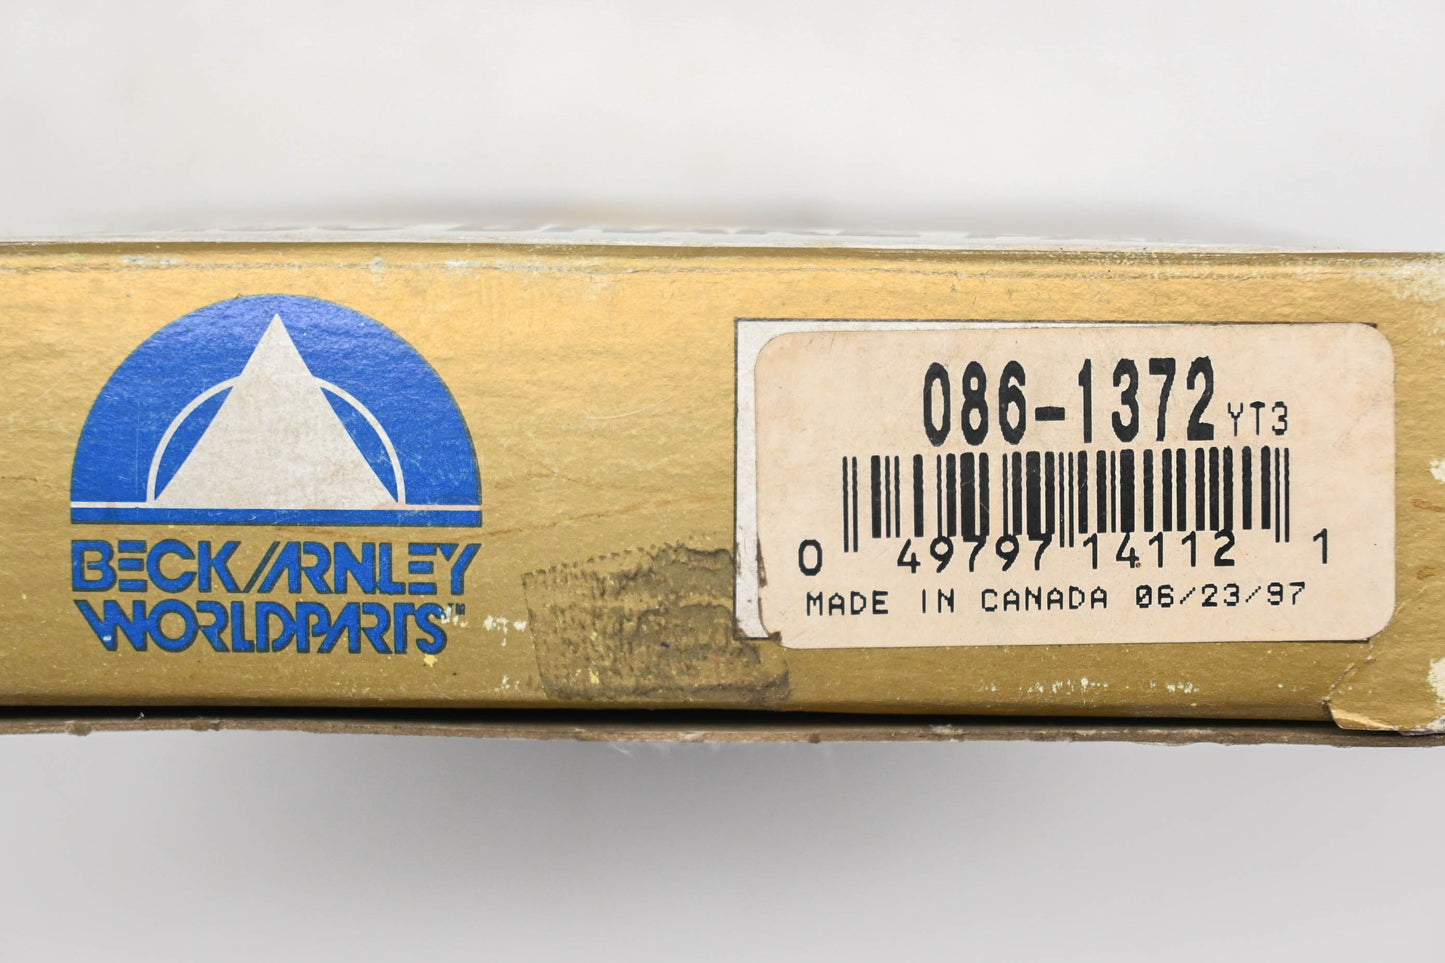 BECK/ARNLEY
WORLDPARTS™
086-1372 YT3
0 49797 14112 1
MADE IN CANADA 06/23/97